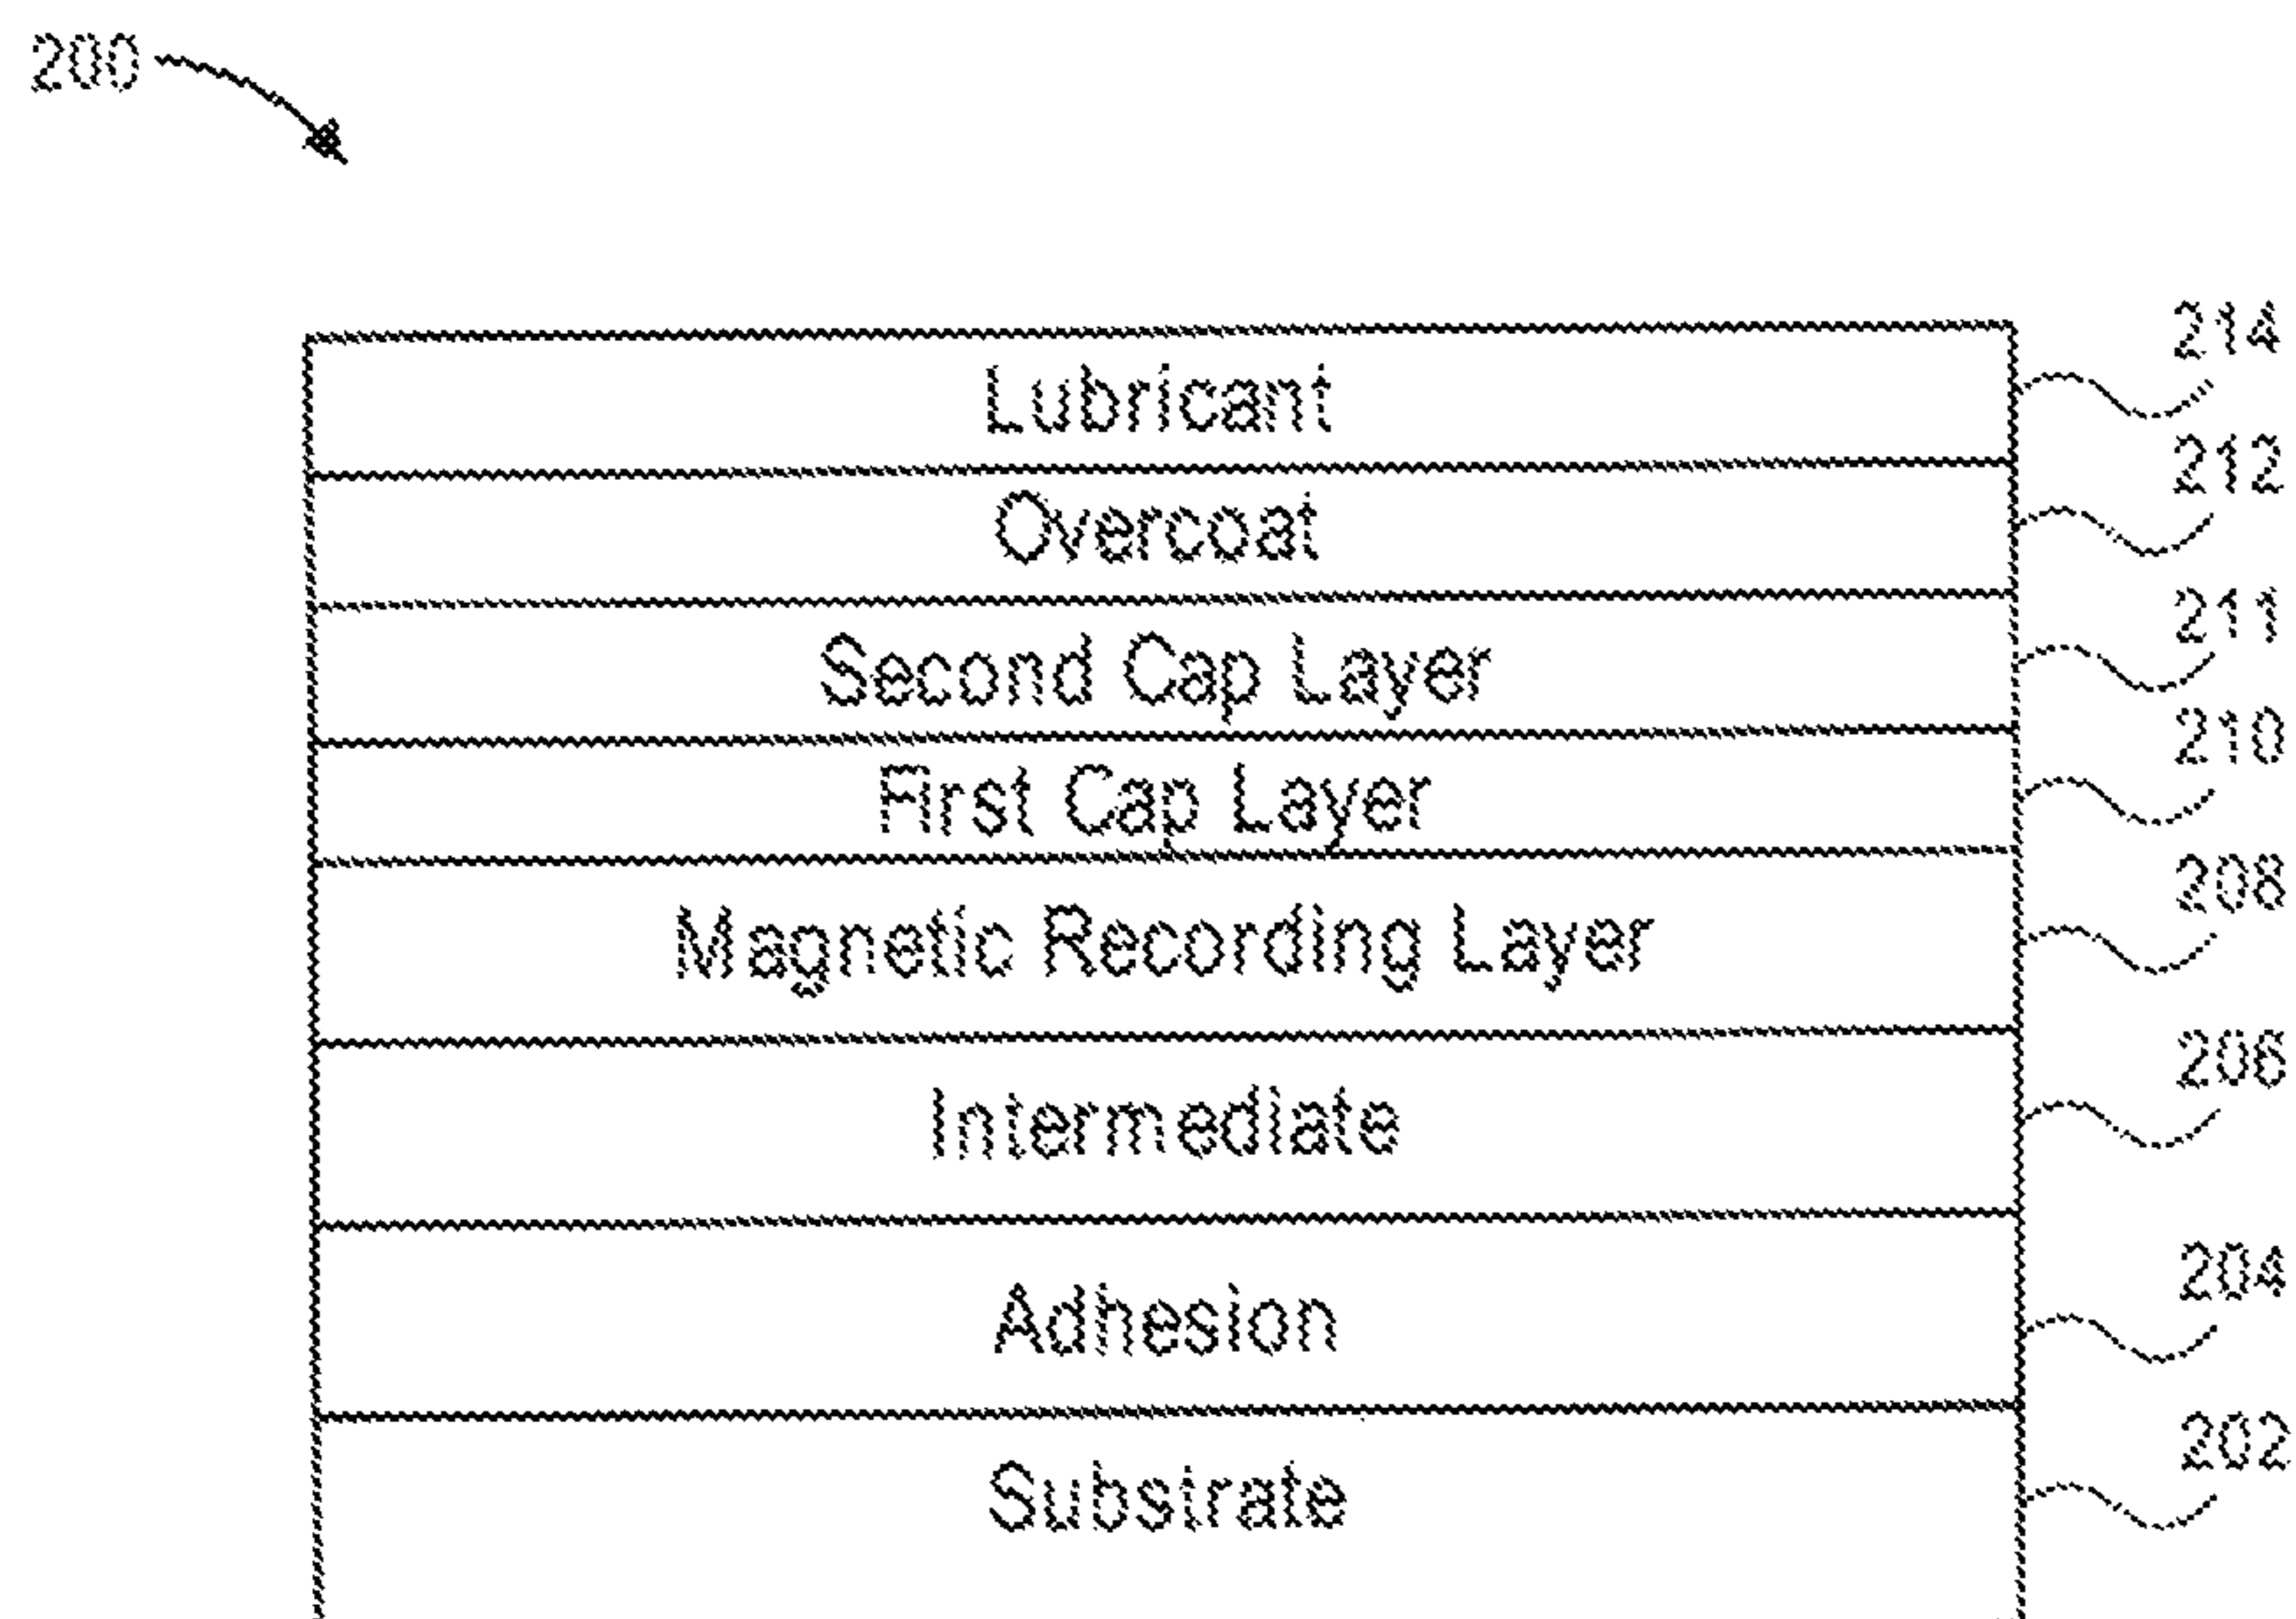 200
Lubricant 214
Overcoat 212
Second Cap Layer 211
First Cap Layer 210
Magnetic Recording Layer 208
Intermediate 206
Adhesion 204
Substrate 202